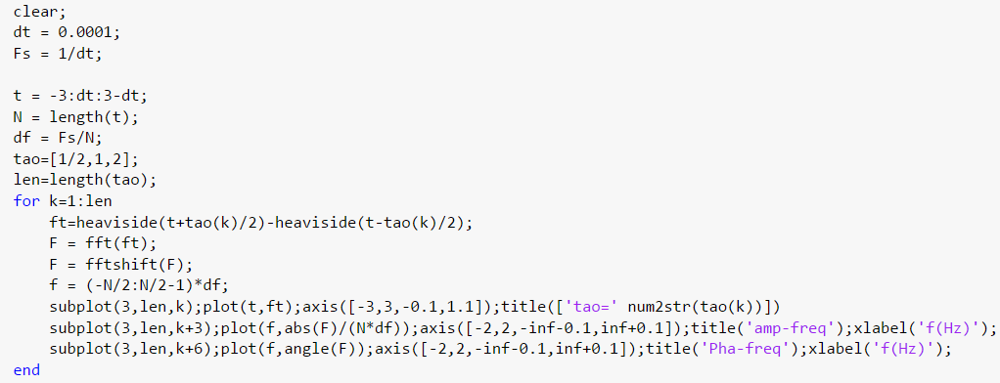 clear;
dt = 0.0001;
Fs = 1/dt;

t = -3:dt:3-dt;
N = length(t);
df = Fs/N;
tao=[1/2,1,2];
len=length(tao);
for k=1:len
    ft=heaviside(t+tao(k)/2)-heaviside(t-tao(k)/2);
    F = fft(ft);
    F = fftshift(F);
    f = (-N/2:N/2-1)*df;
    subplot(3,len,k);plot(t,ft);axis([-3,3,-0.1,1.1]);title(['tao=' num2str(tao(k))])
    subplot(3,len,k+3);plot(f,abs(F)/(N*df));axis([-2,2,-inf-0.1,inf+0.1]);title('amp-freq');xlabel('f(Hz)');
    subplot(3,len,k+6);plot(f,angle(F));axis([-2,2,-inf-0.1,inf+0.1]);title('Pha-freq');xlabel('f(Hz)');
end